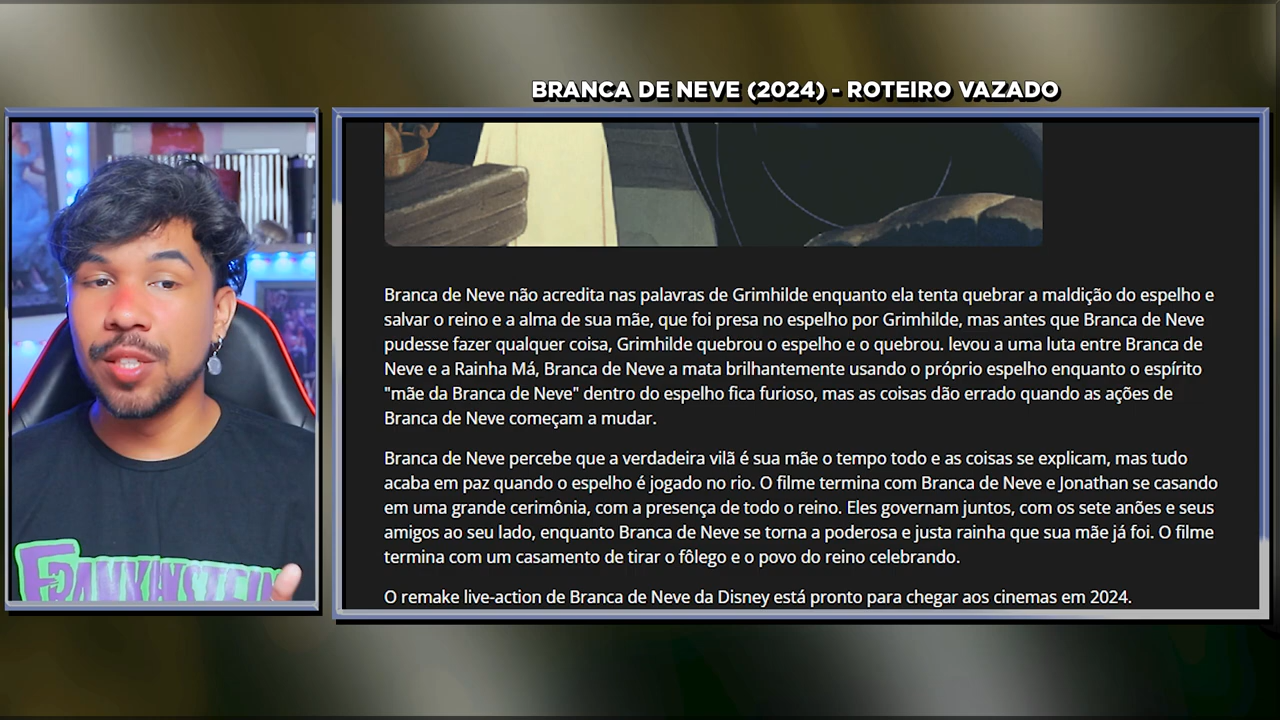 BRANCA DE NEVE (2024) - ROTEIRO VAZADO
Branca de Neve não acredita nas palavras de Grimhilde enquanto ela tenta quebrar a maldição do espelho e
salvar o reino e a alma de sua mãe, que foi presa no espelho por Grimhilde, mas antes que Branca de Neve
pudesse fazer qualquer coisa, Grimhilde quebrou o espelho e o quebrou. levou a uma luta entre Branca de
Neve e a Rainha Má, Branca de Neve a mata brilhantemente usando o próprio espelho enquanto o espírito
"mãe da Branca de Neve" dentro do espelho fica furioso, mas as coisas dão errado quando as ações de
Branca de Neve começam a mudar.
Branca de Neve percebe que a verdadeira vilã é sua mãe o tempo todo e as coisas se explicam, mas tudo
acaba em paz quando o espelho é jogado no rio. O filme termina com Branca de Neve e Jonathan se casando
em uma grande cerimônia, com a presença de todo o reino. Eles governam juntos, com os sete anões e seus
amigos ao seu lado, enquanto Branca de Neve se torna a poderosa e justa rainha que sua mãe já foi. O filme
termina com um casamento de tirar o fôlego e o povo do reino celebrando.
O remake live-action de Branca de Neve da Disney está pronto para chegar aos cinemas em 2024.
FRANKENSTEIN